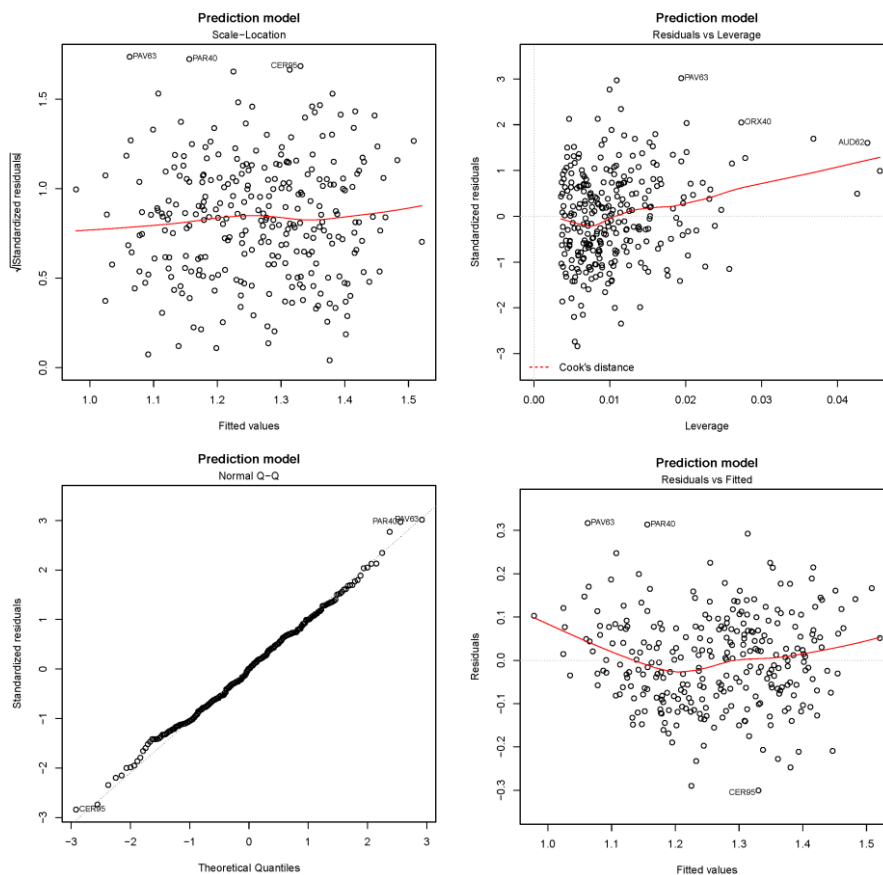 Prediction model
Scale−Location
PAV63
PAR40
CER95
√|Standardized residuals|
0.0
0.5
1.0
1.5
1.0
1.1
1.2
1.3
1.4
1.5
Fitted values
Prediction model
Residuals vs Leverage
PAV63
ORX40
AUD62
Standardized residuals
3
2
1
0
−1
−2
−3
Cook's distance
0.00
0.01
0.02
0.03
0.04
Leverage
Prediction model
Normal Q−Q
PAR40
PAV63
CER95
Standardized residuals
3
2
1
0
−1
−2
−3
−3
−2
−1
0
1
2
3
Theoretical Quantiles
Prediction model
Residuals vs Fitted
PAV63
PAR40
CER95
Residuals
0.3
0.2
0.1
0.0
−0.1
−0.2
−0.3
1.0
1.1
1.2
1.3
1.4
1.5
Fitted values